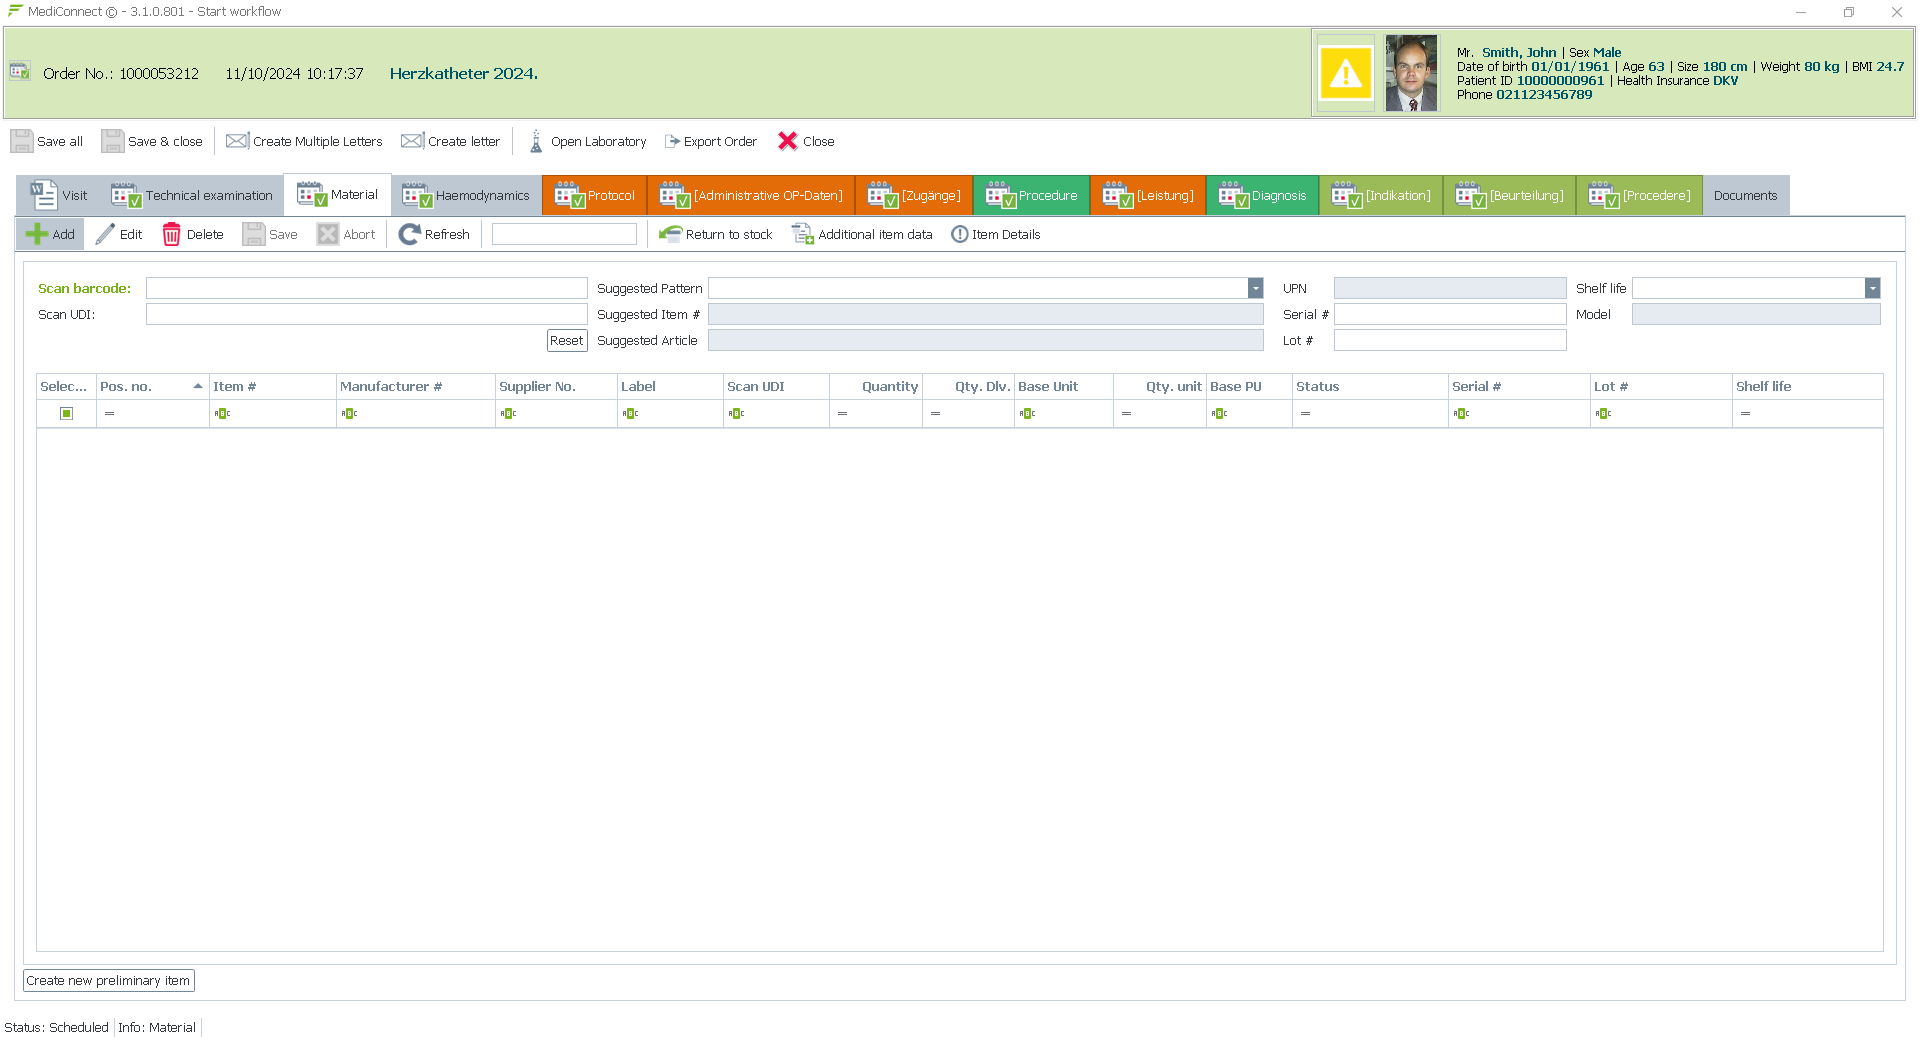 MediConnect © - 3.1.0.801 - Start workflow
Order No.: 1000053212 11/10/2024 10:17:37 Herzkatheter 2024.
Mr. Smith, John | Sex Male
Date of birth 01/01/1961 | Age 63 | Size 180 cm | Weight 80 kg | BMI 24.7
Patient ID 10000000961 | Health Insurance DKV
Phone 021123456789
Save all Save & close Create Multiple Letters Create letter Open Laboratory Export Order Close
Visit Technical examination Material Haemodynamics Protocol [Administrative OP-Daten] [Zugänge] Procedure [Leistung] Diagnosis [Indikation] [Beurteilung] [Procedere] Documents
Add Edit Delete Save Abort Refresh Return to stock Additional item data Item Details
Scan barcode: Suggested Pattern UPN Shelf life
Scan UDI: Suggested Item # Serial # Model
Reset Suggested Article Lot #
Selec... Pos. no. Item # Manufacturer # Supplier No. Label Scan UDI Quantity Qty. Dlv. Base Unit Qty. unit Base PU Status Serial # Lot # Shelf life
= ABC ABC ABC ABC ABC = = ABC = ABC = ABC ABC =
Create new preliminary item
Status: Scheduled Info: Material